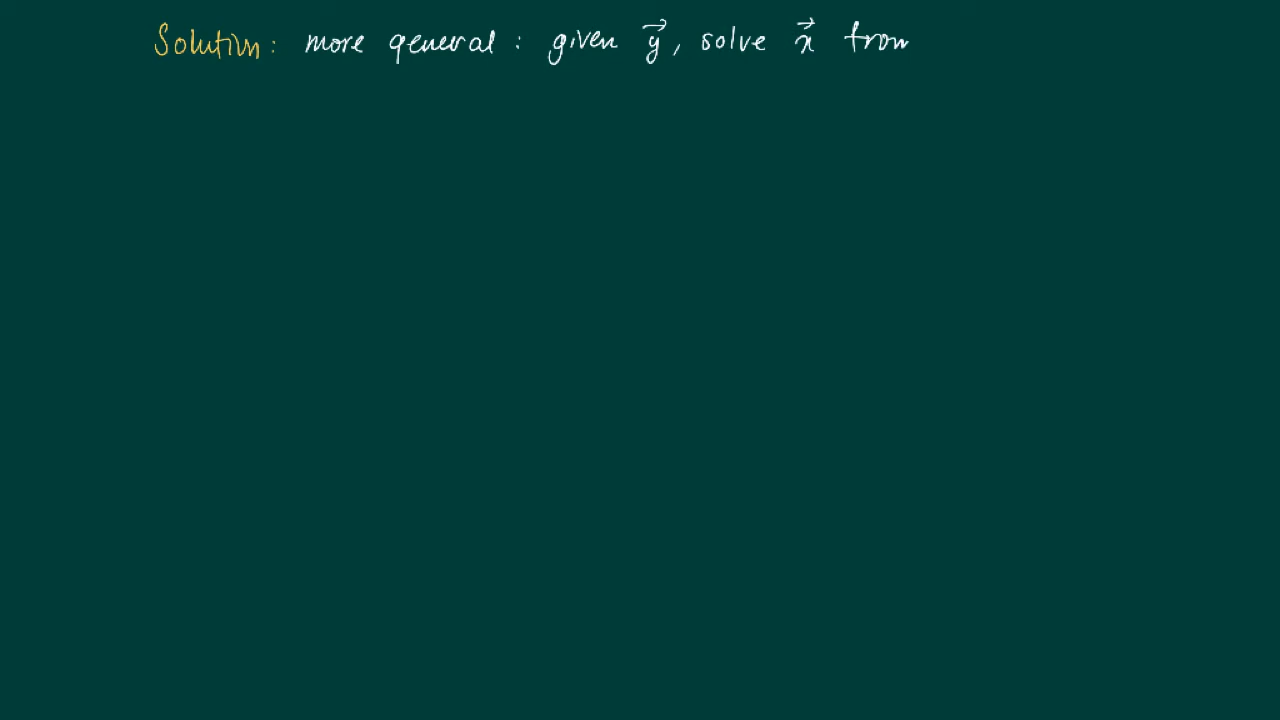 Solution: more general: given y⃗, solve x⃗ from